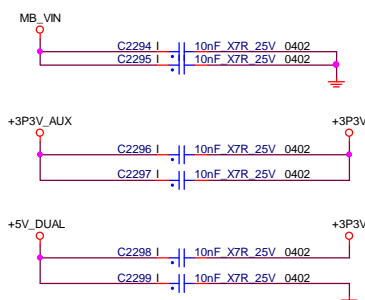 MB_VIN
C2294 I 10nF_X7R_25V 0402
C2295 I 10nF_X7R_25V 0402
+3P3V_AUX +3P3V
C2296 I 10nF_X7R_25V 0402
C2297 I 10nF_X7R_25V 0402
+5V_DUAL +3P3V
C2298 I 10nF_X7R_25V 0402
C2299 I 10nF_X7R_25V 0402